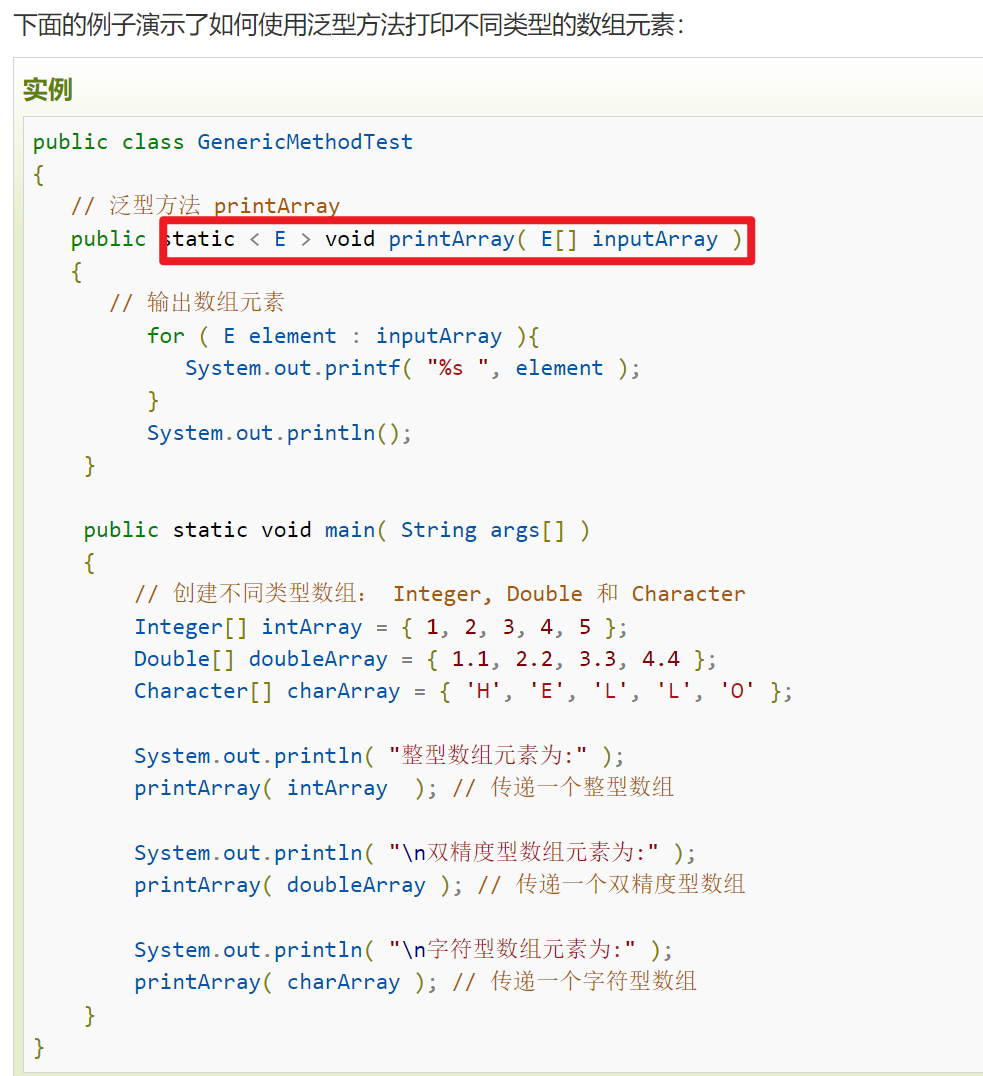 下面的例子演示了如何使用泛型方法打印不同类型的数组元素：
实例
public class GenericMethodTest
{
// 泛型方法 printArray
public static < E > void printArray( E[] inputArray )
{
// 输出数组元素
for ( E element : inputArray ){
System.out.printf( "%s ", element );
}
System.out.println();
}
public static void main( String args[] )
{
// 创建不同类型数组： Integer, Double 和 Character
Integer[] intArray = { 1, 2, 3, 4, 5 };
Double[] doubleArray = { 1.1, 2.2, 3.3, 4.4 };
Character[] charArray = { 'H', 'E', 'L', 'L', 'O' };
System.out.println( "整型数组元素为:" );
printArray( intArray  ); // 传递一个整型数组
System.out.println( "\n双精度型数组元素为:" );
printArray( doubleArray ); // 传递一个双精度型数组
System.out.println( "\n字符型数组元素为:" );
printArray( charArray ); // 传递一个字符型数组
}
}